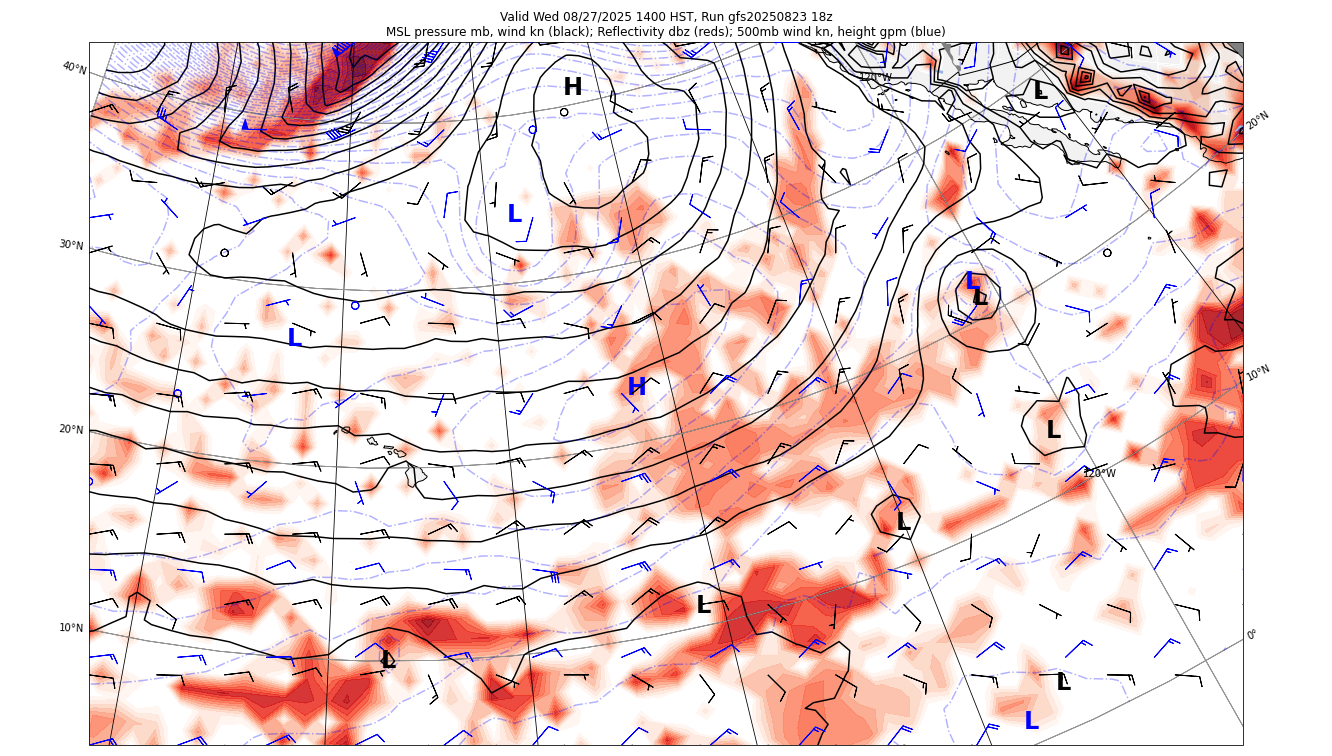 Valid Wed 08/27/2025 1400 HST, Run gfs20250823 18z
MSL pressure mb, wind kn (black); Reflectivity dbz (reds); 500mb wind kn, height gpm (blue)
40°N
120°W
H
L
20°N
30°N
L
L
L
L
H
10°N
20°N
L
120°W
L
10°N
L
0°
L
L
L